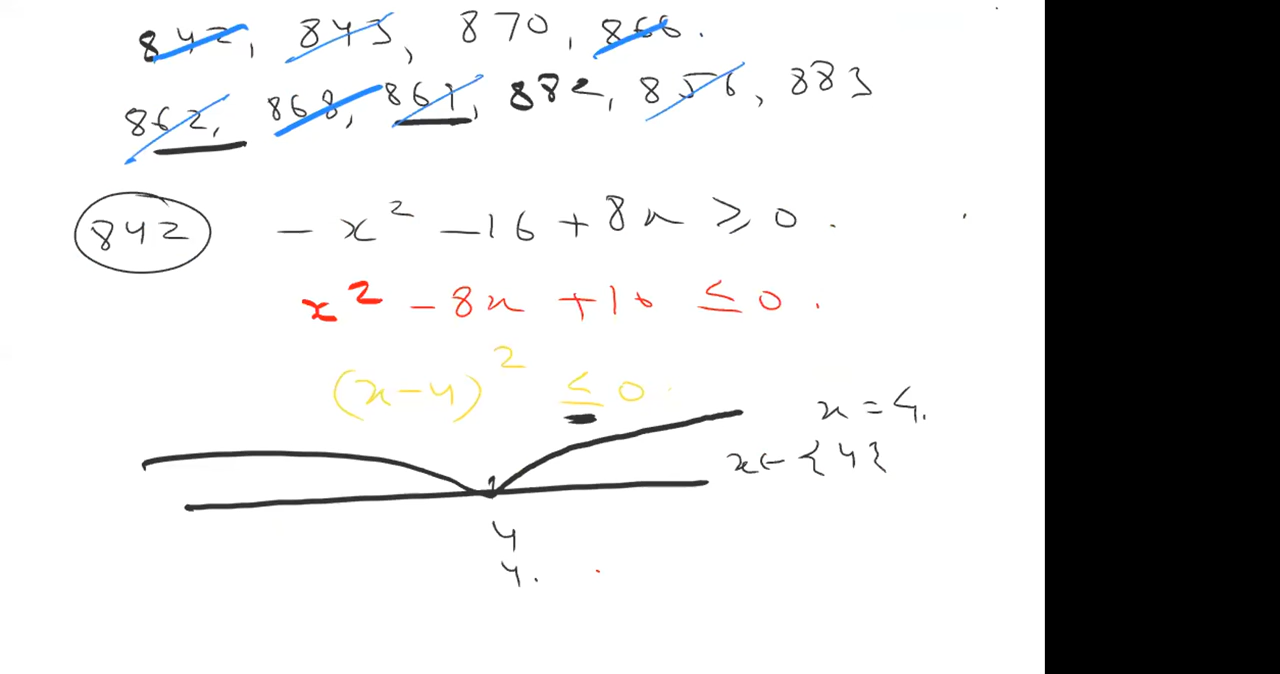 842, 843, 870, 866.
862, 868, 861, 882, 856, 883
842 - x² - 16 + 8x ≥ 0.
x² - 8x + 16 ≤ 0.
(x-4)² ≤ 0.
x = 4.
x ∈ {4}
4
4.